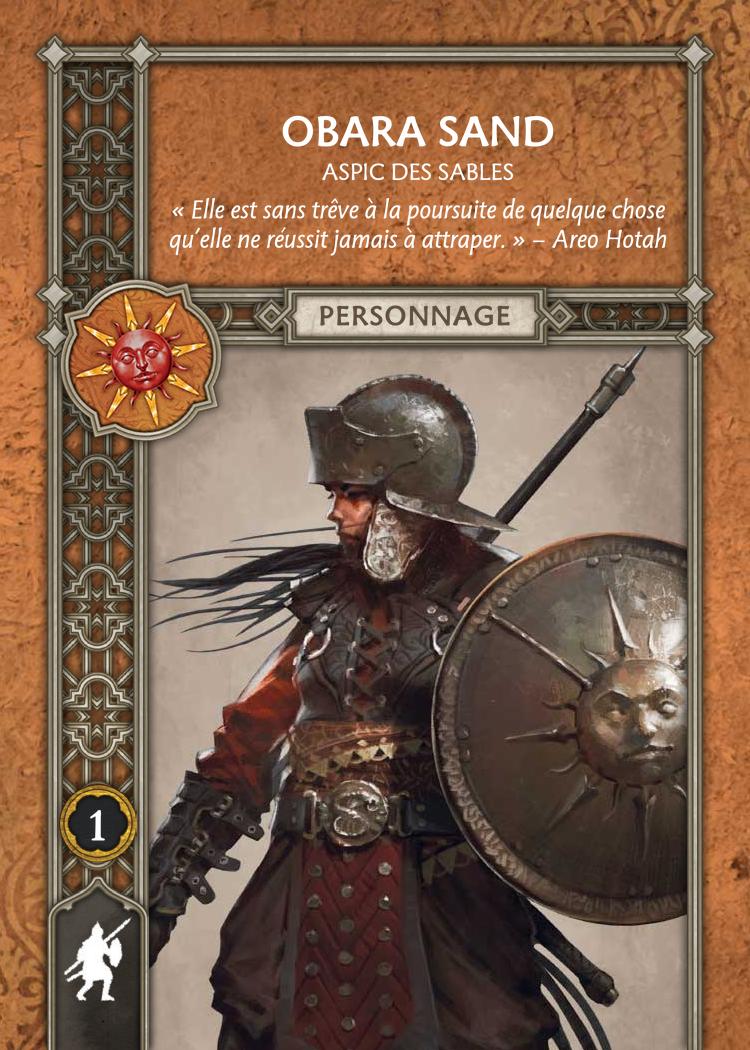 OBARA SAND
ASPIC DES SABLES
« Elle est sans trêve à la poursuite de quelque chose
qu'elle ne réussit jamais à attraper. » – Areo Hotah
PERSONNAGE
1